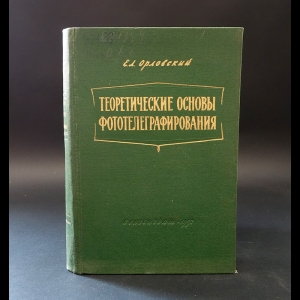 Е.Л. Орловский
ТЕОРЕТИЧЕСКИЕ ОСНОВЫ
ФОТОТЕЛЕГРАФИРОВАНИЯ